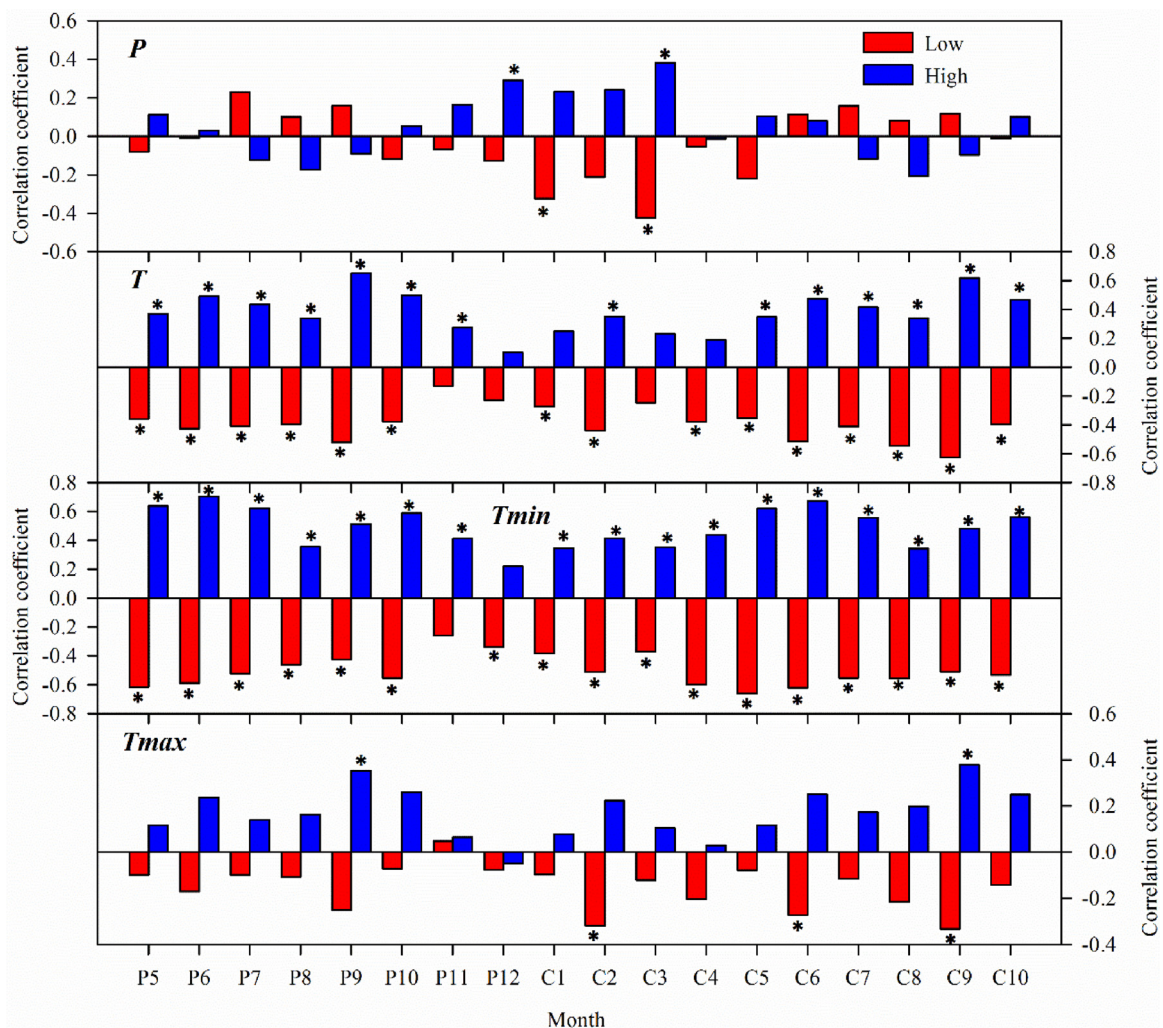 P
Low
High
Correlation coefficient
0.6
0.4
0.2
0.0
-0.2
-0.4
-0.6
* * * *
T
Correlation coefficient
0.8
0.6
0.4
0.2
0.0
-0.2
-0.4
-0.6
-0.8
* * * * * * * * * * * * * *
* * * * * * * * * * * * * * *
Tmin
Correlation coefficient
0.8
0.6
0.4
0.2
0.0
-0.2
-0.4
-0.6
-0.8
* * * * * * * * * * * * * * * * *
* * * * * * * * * * * * * * * * *
Tmax
Correlation coefficient
0.6
0.4
0.2
0.0
-0.2
-0.4
* *
* * *
P5 P6 P7 P8 P9 P10 P11 P12 C1 C2 C3 C4 C5 C6 C7 C8 C9 C10
Month